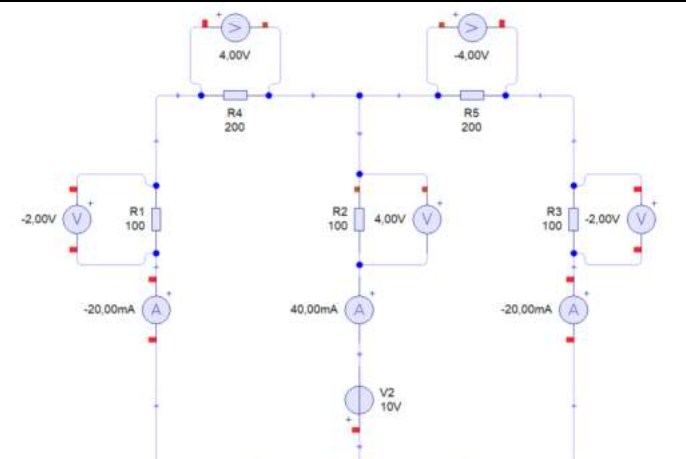 +
+
4,00V
-4,00V
R4
200
R5
200
+
+
+
-2,00V
V
R1
100
R2
100
4,00V
V
R3
100
-2,00V
V
+
+
+
-20,00mA
A
40,00mA
A
-20,00mA
A
V2
10V
+